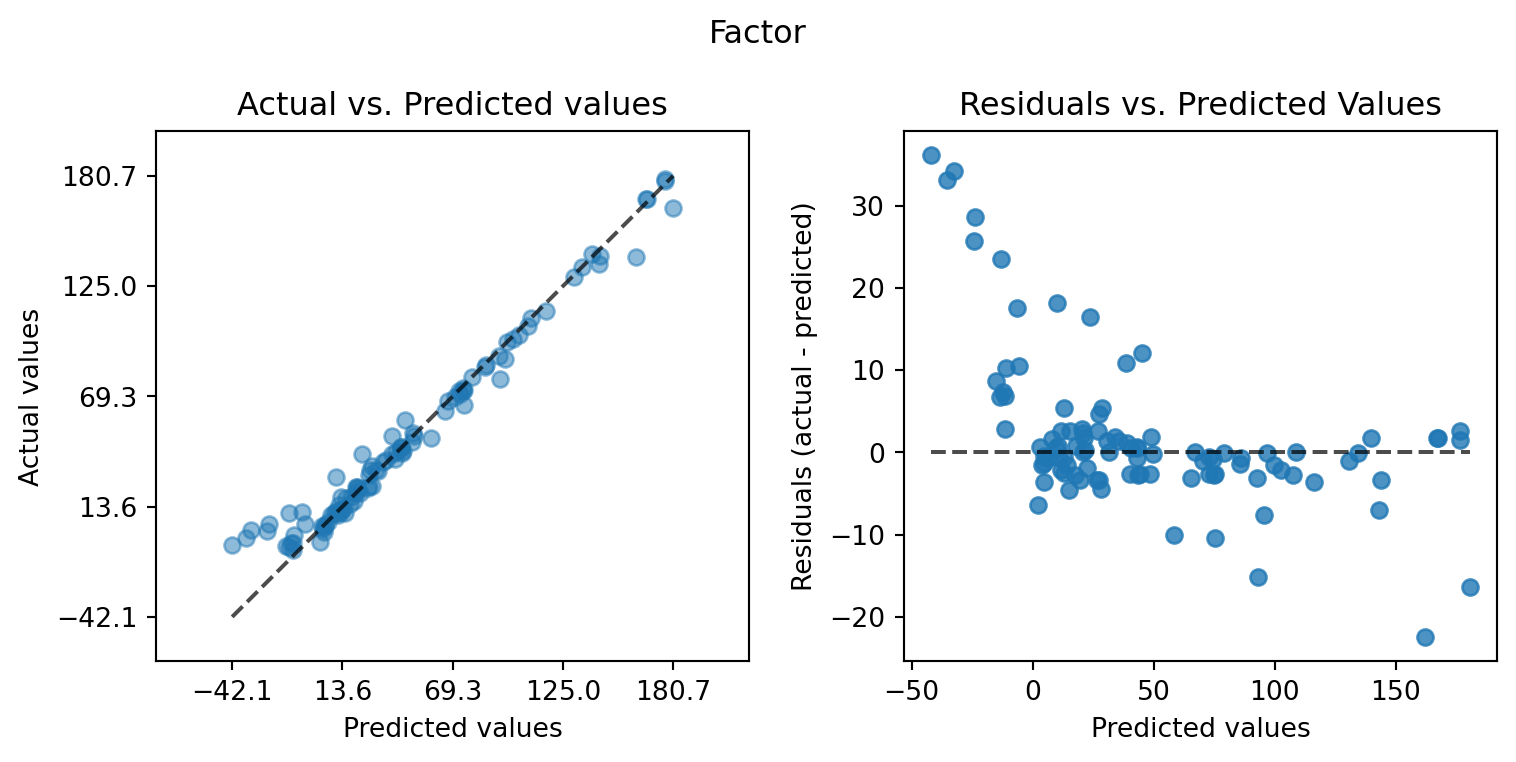 Factor
Actual vs. Predicted values
180.7
125.0
69.3
13.6
−42.1
Actual values
−42.1 13.6 69.3 125.0 180.7
Predicted values
Residuals vs. Predicted Values
30
20
10
0
−10
−20
Residuals (actual - predicted)
−50 0 50 100 150
Predicted values